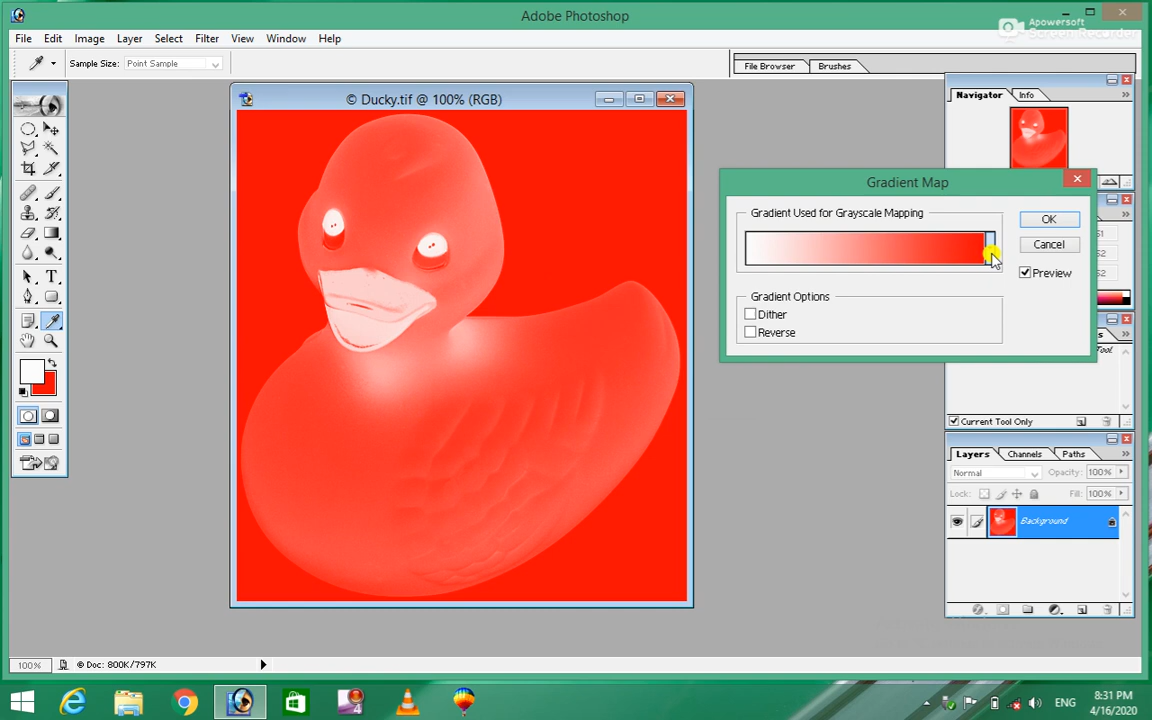 Adobe Photoshop
Apowersoft
Screen Recorder
File Edit Image Layer Select Filter View Window Help
Sample Size: Point Sample
File Browser Brushes
© Ducky.tif @ 100% (RGB)
Navigator Info
Gradient Map
Gradient Used for Grayscale Mapping
OK
Cancel
Preview
Gradient Options
Dither
Reverse
Tool.
Current Tool Only
Layers Channels Paths
Normal Opacity: 100%
Lock: Fill: 100%
Background
100% © Doc: 800K/797K
ENG
8:31 PM
4/16/2020